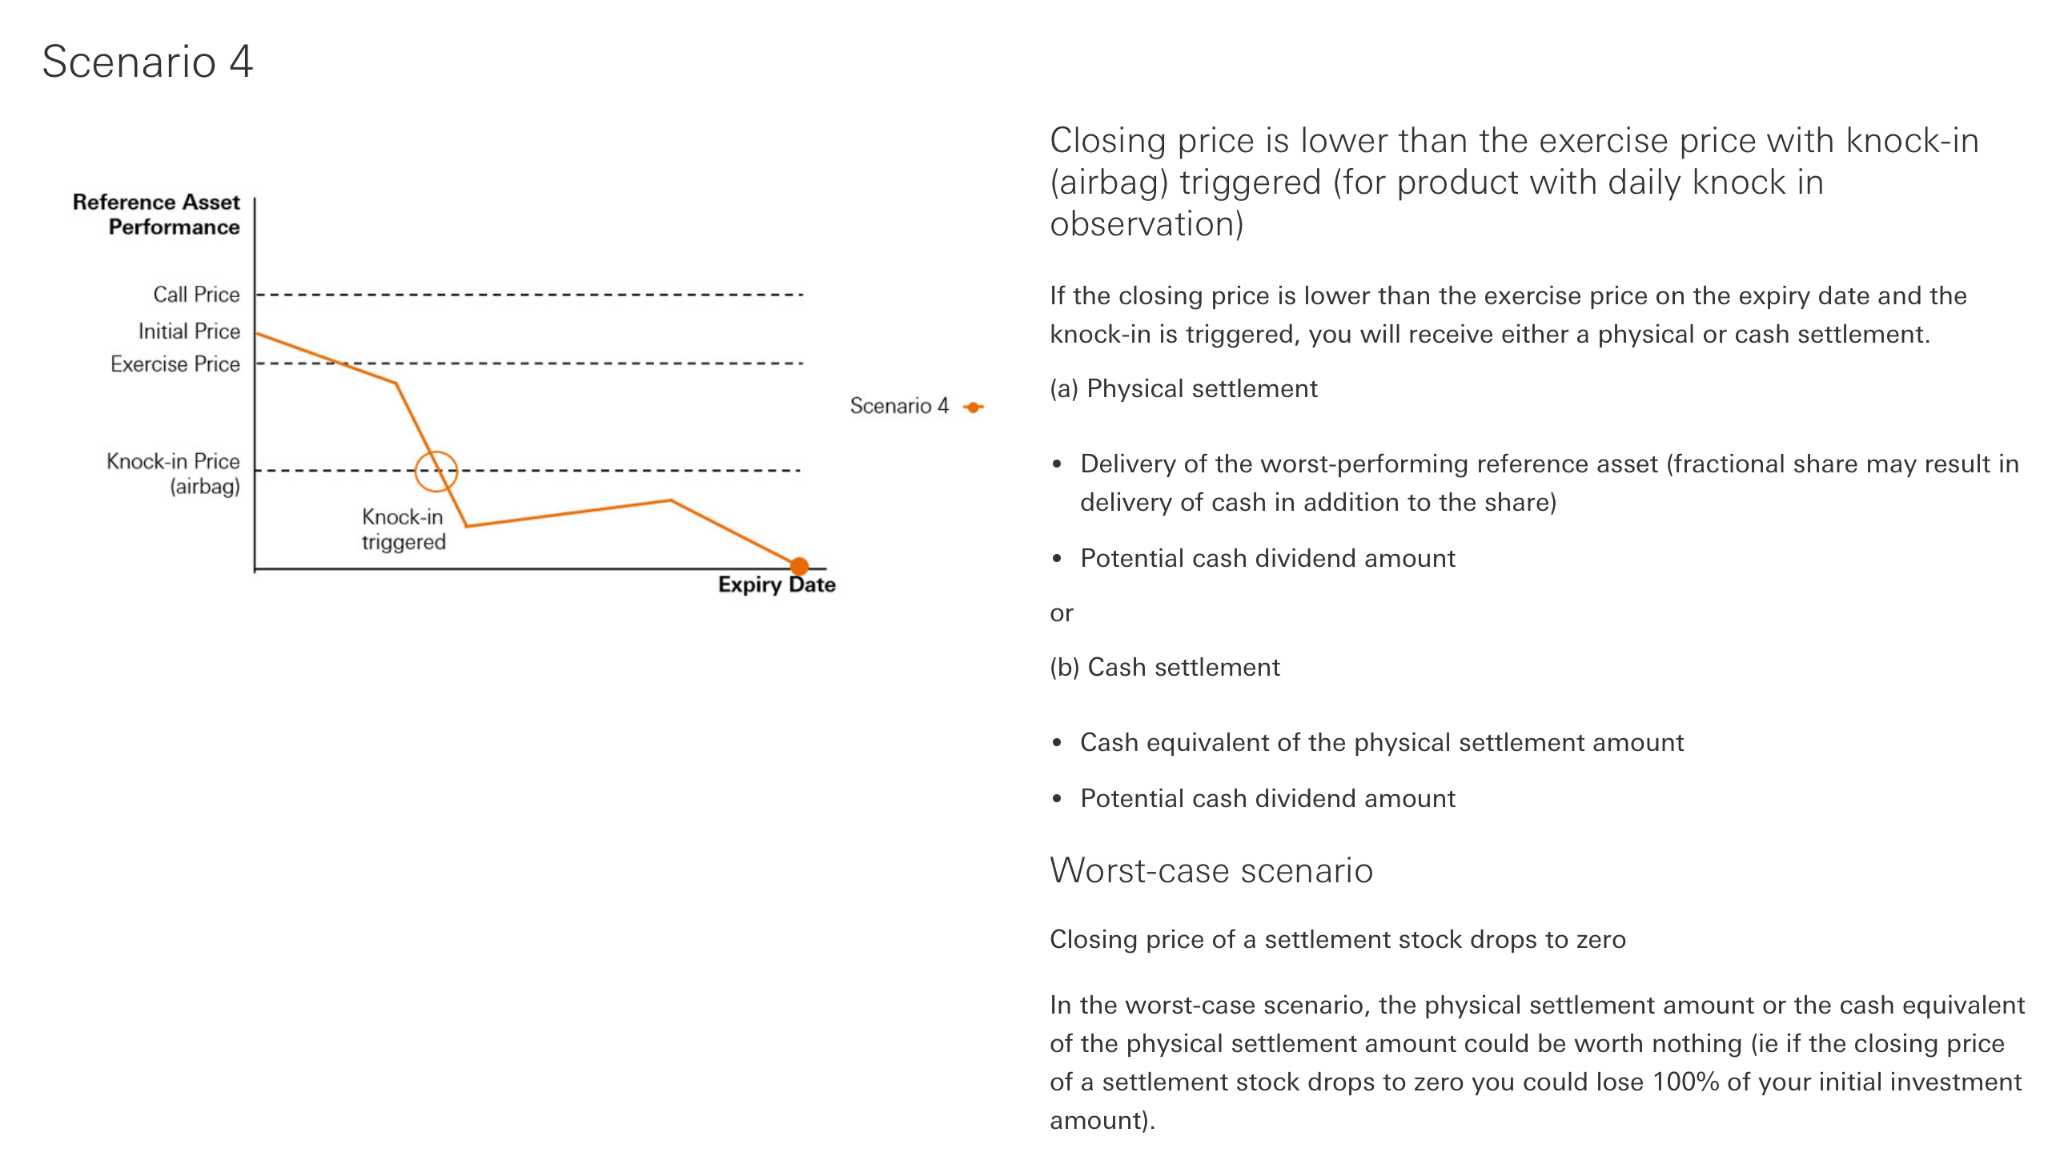 Scenario 4
Reference Asset
Performance
Call Price
Initial Price
Exercise Price
Knock-in Price
(airbag)
Knock-in
triggered
Expiry Date
Scenario 4
Closing price is lower than the exercise price with knock-in
(airbag) triggered (for product with daily knock in
observation)
If the closing price is lower than the exercise price on the expiry date and the
knock-in is triggered, you will receive either a physical or cash settlement.
(a) Physical settlement
• Delivery of the worst-performing reference asset (fractional share may result in
delivery of cash in addition to the share)
• Potential cash dividend amount
or
(b) Cash settlement
• Cash equivalent of the physical settlement amount
• Potential cash dividend amount
Worst-case scenario
Closing price of a settlement stock drops to zero
In the worst-case scenario, the physical settlement amount or the cash equivalent
of the physical settlement amount could be worth nothing (ie if the closing price
of a settlement stock drops to zero you could lose 100% of your initial investment
amount).